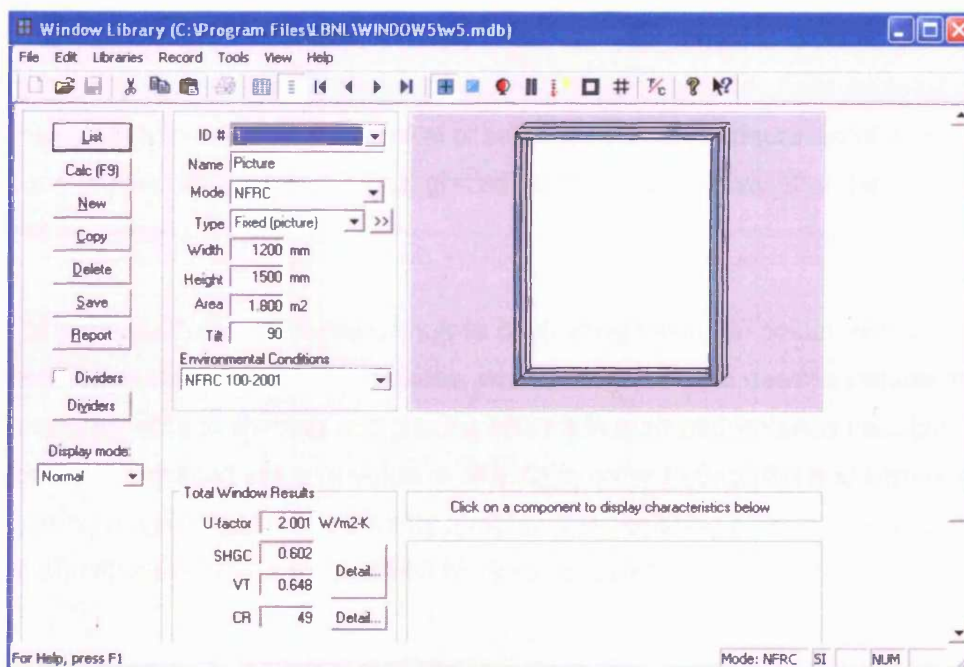 Window Library (C:\Program Files\LBNL\WINDOW5\w5.mdb)
File Edit Libraries Record Tools View Help
List
Calc (F9)
New
Copy
Delete
Save
Report
Dividers
Dividers
Display mode:
Normal
ID # 1
Name Picture
Mode NFRC
Type Fixed (picture) >>
Width 1200 mm
Height 1500 mm
Area 1.800 m2
Tilt 90
Environmental Conditions
NFRC 100-2001
Total Window Results
U-factor 2.001 W/m2-K
SHGC 0.602
VT 0.648
Detail...
CR 49 Detail...
Click on a component to display characteristics below
For Help, press F1
Mode: NFRC SI NUM